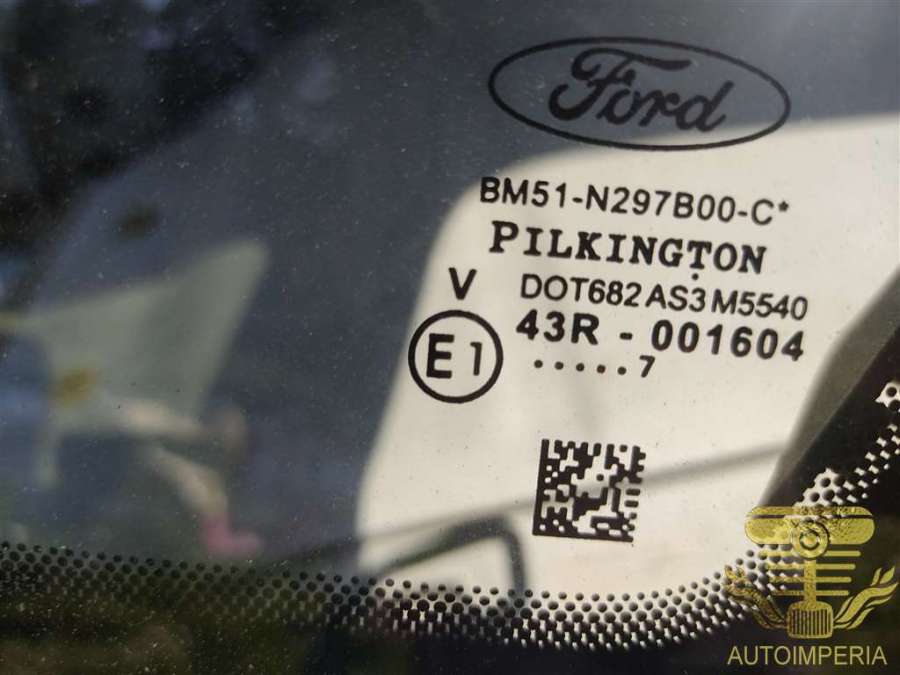 Ford
BM51-N297B00-C*
PILKINGTON
V
DOT682 AS3 M5540
E1
43R - 001604
.....7
AUTOIMPERIA